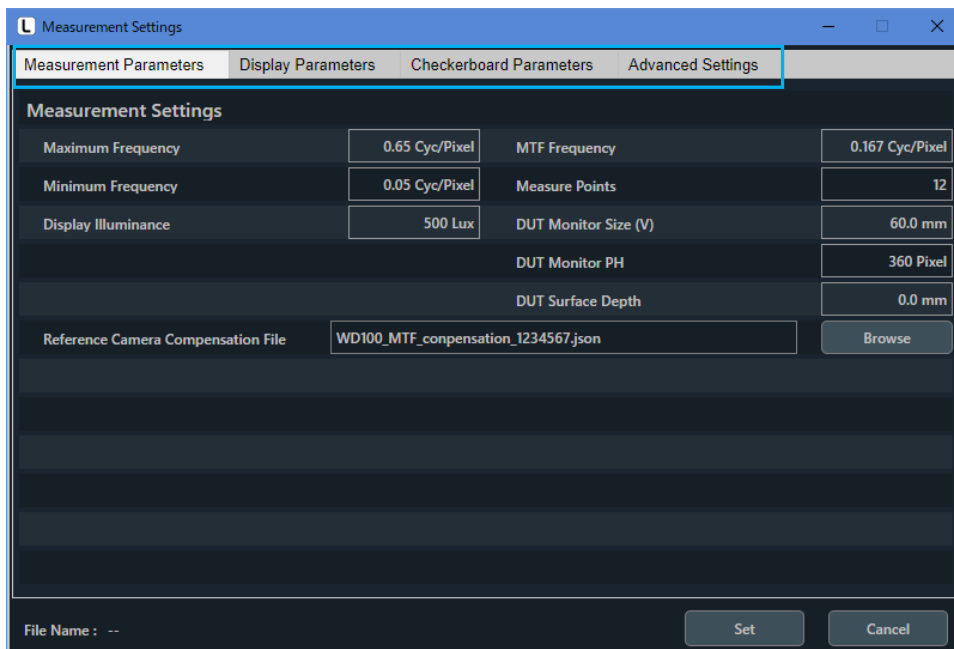 L Measurement Settings
Measurement Parameters Display Parameters Checkerboard Parameters Advanced Settings
Measurement Settings
Maximum Frequency 0.65 Cyc/Pixel MTF Frequency 0.167 Cyc/Pixel
Minimum Frequency 0.05 Cyc/Pixel Measure Points 12
Display Illuminance 500 Lux DUT Monitor Size (V) 60.0 mm
DUT Monitor PH 360 Pixel
DUT Surface Depth 0.0 mm
Reference Camera Compensation File WD100_MTF_conpensation_1234567.json Browse
File Name : -- Set Cancel